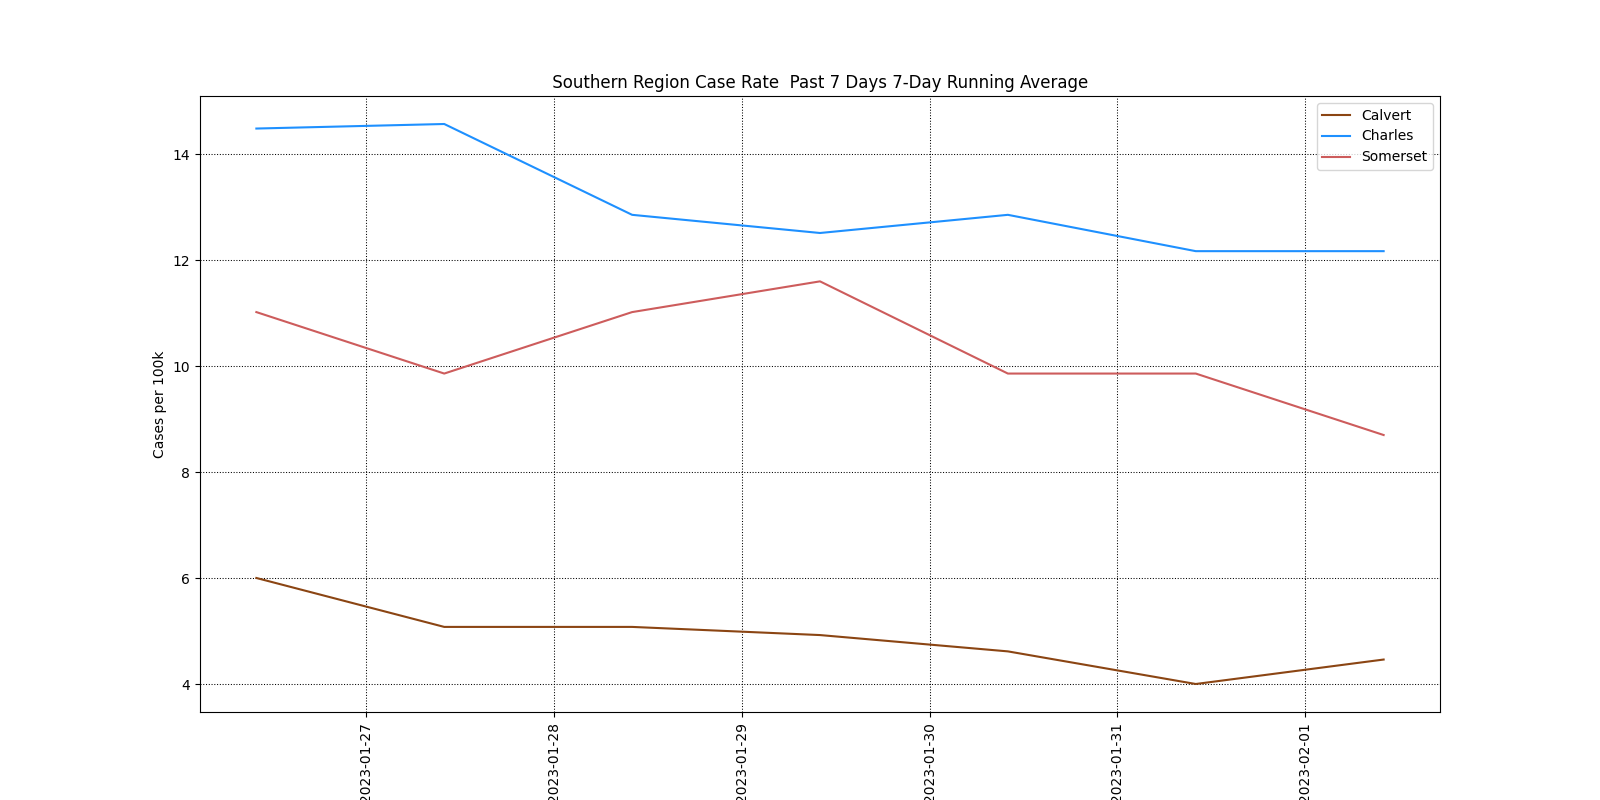 Southern Region Case Rate  Past 7 Days 7-Day Running Average
Calvert
Charles
Somerset
Cases per 100k
14
12
10
8
6
4
2023-01-27
2023-01-28
2023-01-29
2023-01-30
2023-01-31
2023-02-01